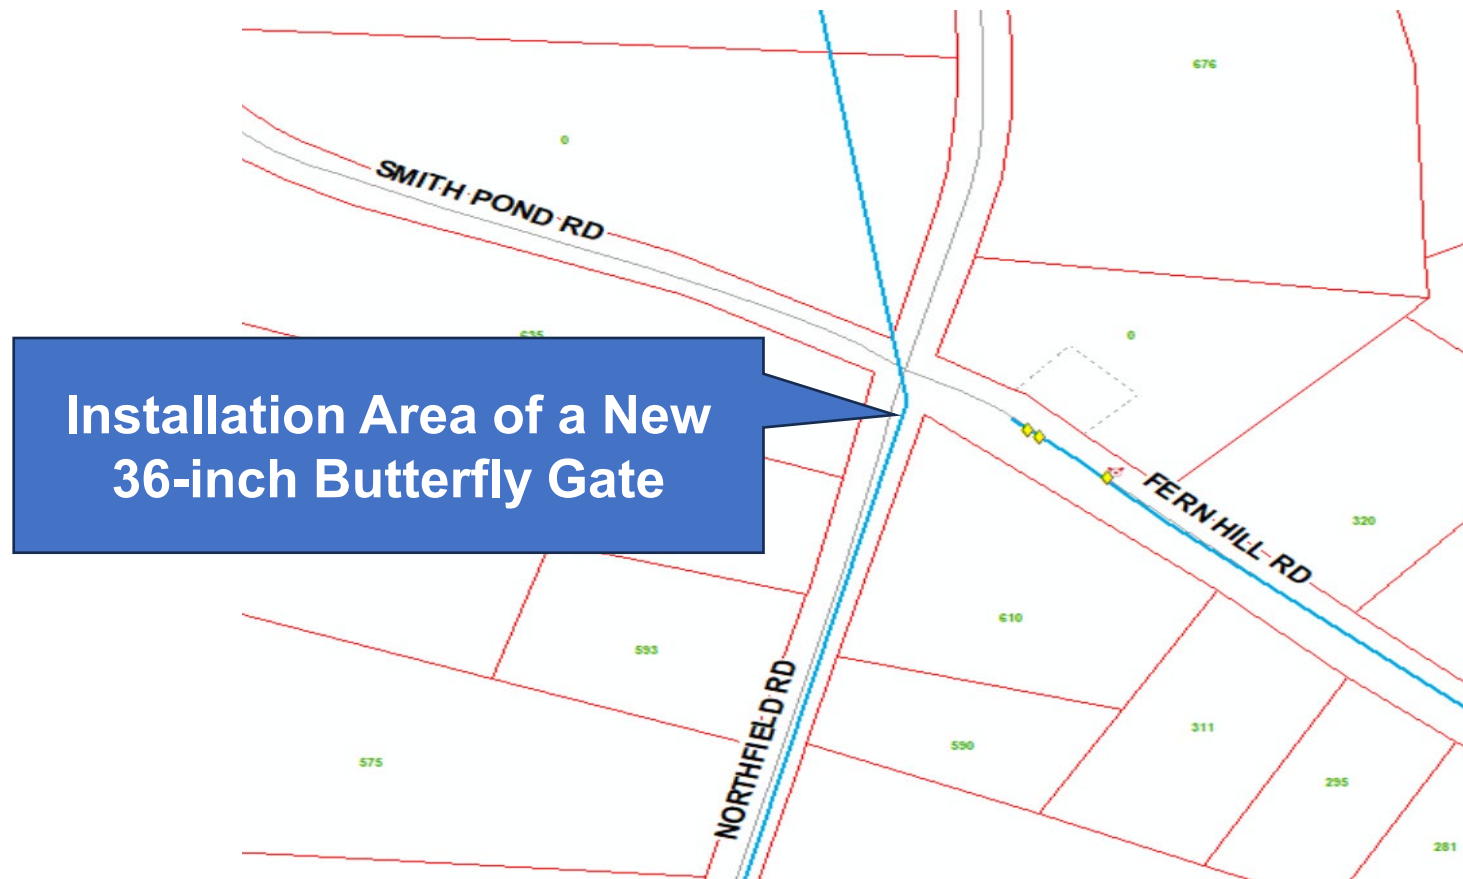 676
0
SMITH POND RD
635
0
Installation Area of a New
36-inch Butterfly Gate
FERN HILL RD
320
610
593
NORTHFIELD RD
311
590
575
295
281